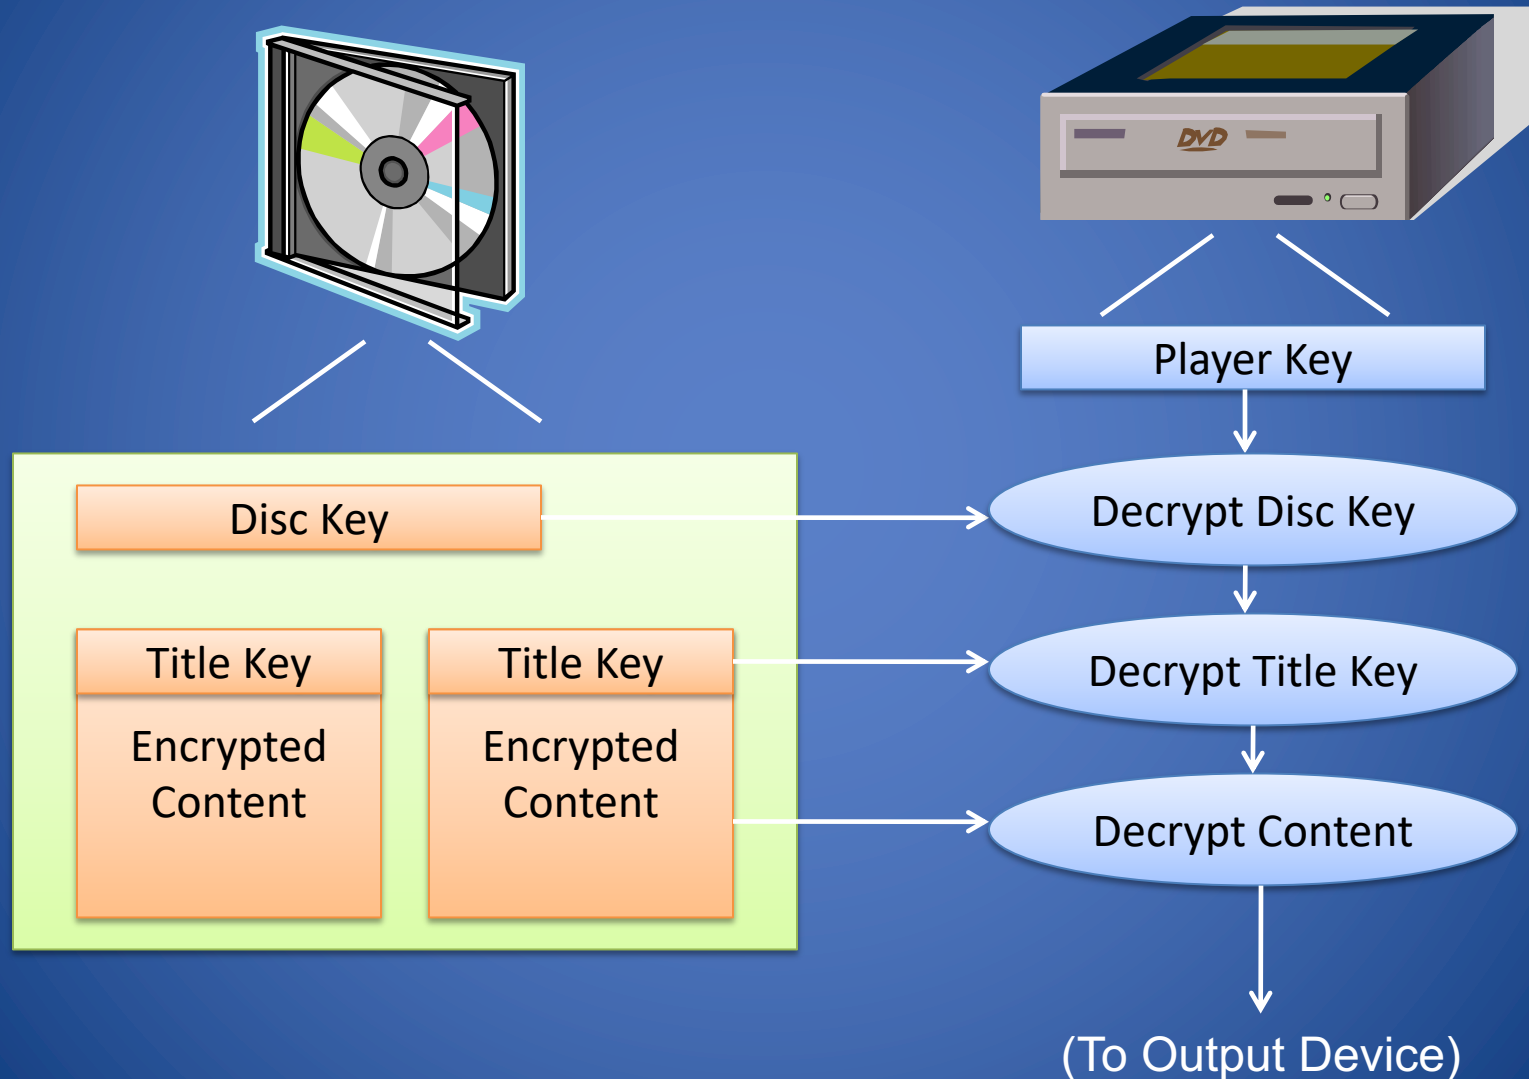 DVD
Player Key
Disc Key
Decrypt Disc Key
Title Key
Title Key
Decrypt Title Key
Encrypted
Content
Encrypted
Content
Decrypt Content
(To Output Device)